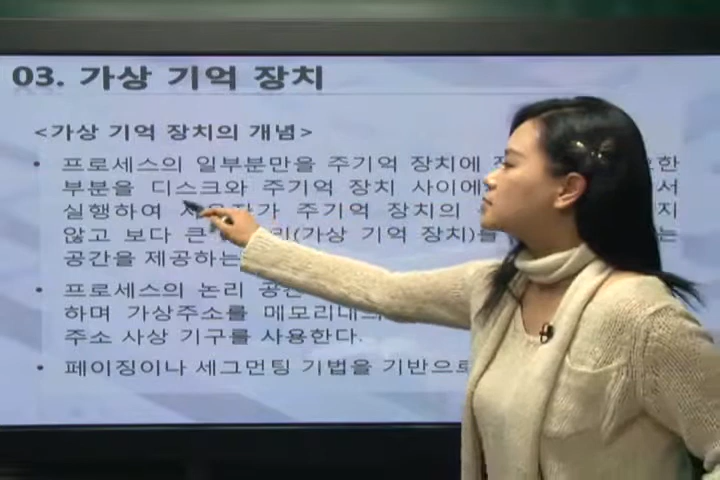 03. 가상 기억 장치
<가상 기억 장치의 개념>
• 프로세스의 일부분만을 주기억 장치에
부분을 디스크와 주기억 장치 사이에 서
실행하여 주기억 장치의 지
않고 보다 큰 (가상 기억 장치)를 는
공간을 제공하는
• 프로세스의 논리
하며 가상주소를 메모리내의
주소 사상 기구를 사용한다.
• 페이징이나 세그먼팅 기법을 기반으로